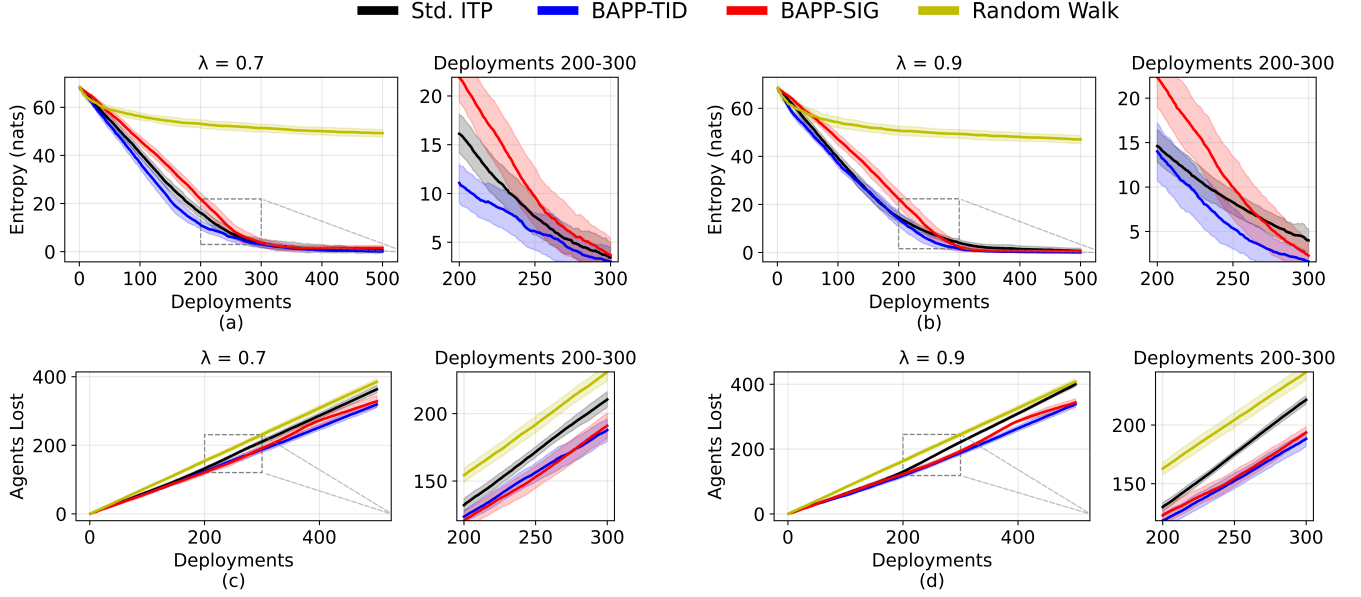 Std. ITP BAPP-TID BAPP-SIG Random Walk
λ = 0.7 Deployments 200-300 λ = 0.9 Deployments 200-300
Entropy (nats)
60
40
20
0
0 100 200 300 400 500
Deployments
(a)
20
15
10
5
200 250 300
Entropy (nats)
60
40
20
0
0 100 200 300 400 500
Deployments
(b)
20
15
10
5
200 250 300
λ = 0.7 Deployments 200-300 λ = 0.9 Deployments 200-300
Agents Lost
400
200
0
0 200 400
Deployments
(c)
200
150
200 250 300
Agents Lost
400
200
0
0 200 400
Deployments
(d)
200
150
200 250 300